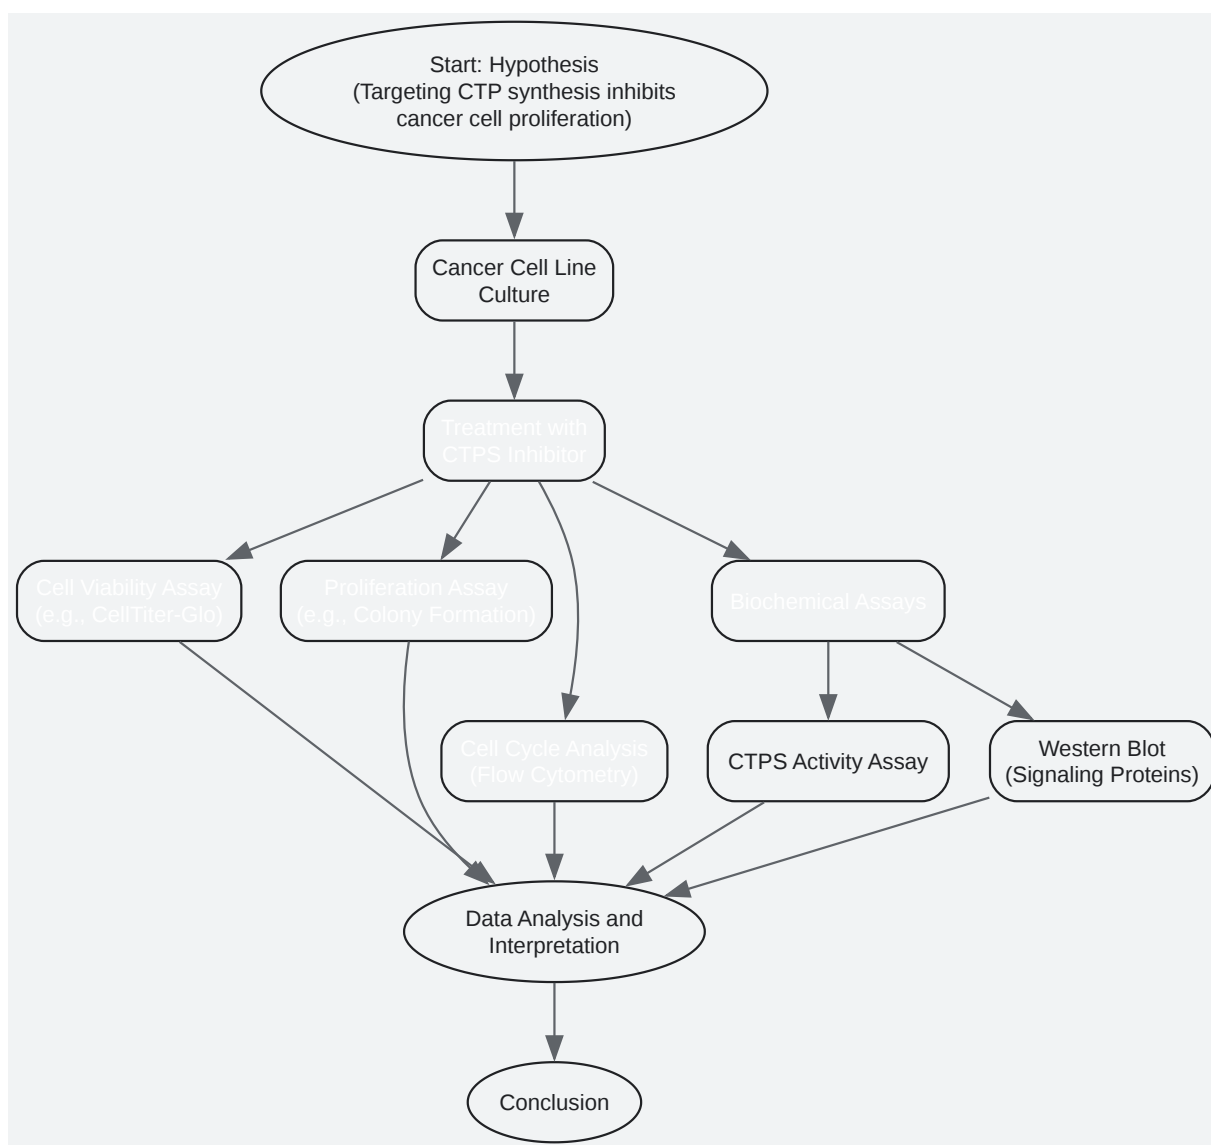 Start: Hypothesis
(Targeting CTP synthesis inhibits
cancer cell proliferation)
Cancer Cell Line
Culture
Treatment with
CTPS Inhibitor
Cell Viability Assay
(e.g., CellTiter-Glo)
Proliferation Assay
(e.g., Colony Formation)
Biochemical Assays
Cell Cycle Analysis
(Flow Cytometry)
CTPS Activity Assay
Western Blot
(Signaling Proteins)
Data Analysis and
Interpretation
Conclusion